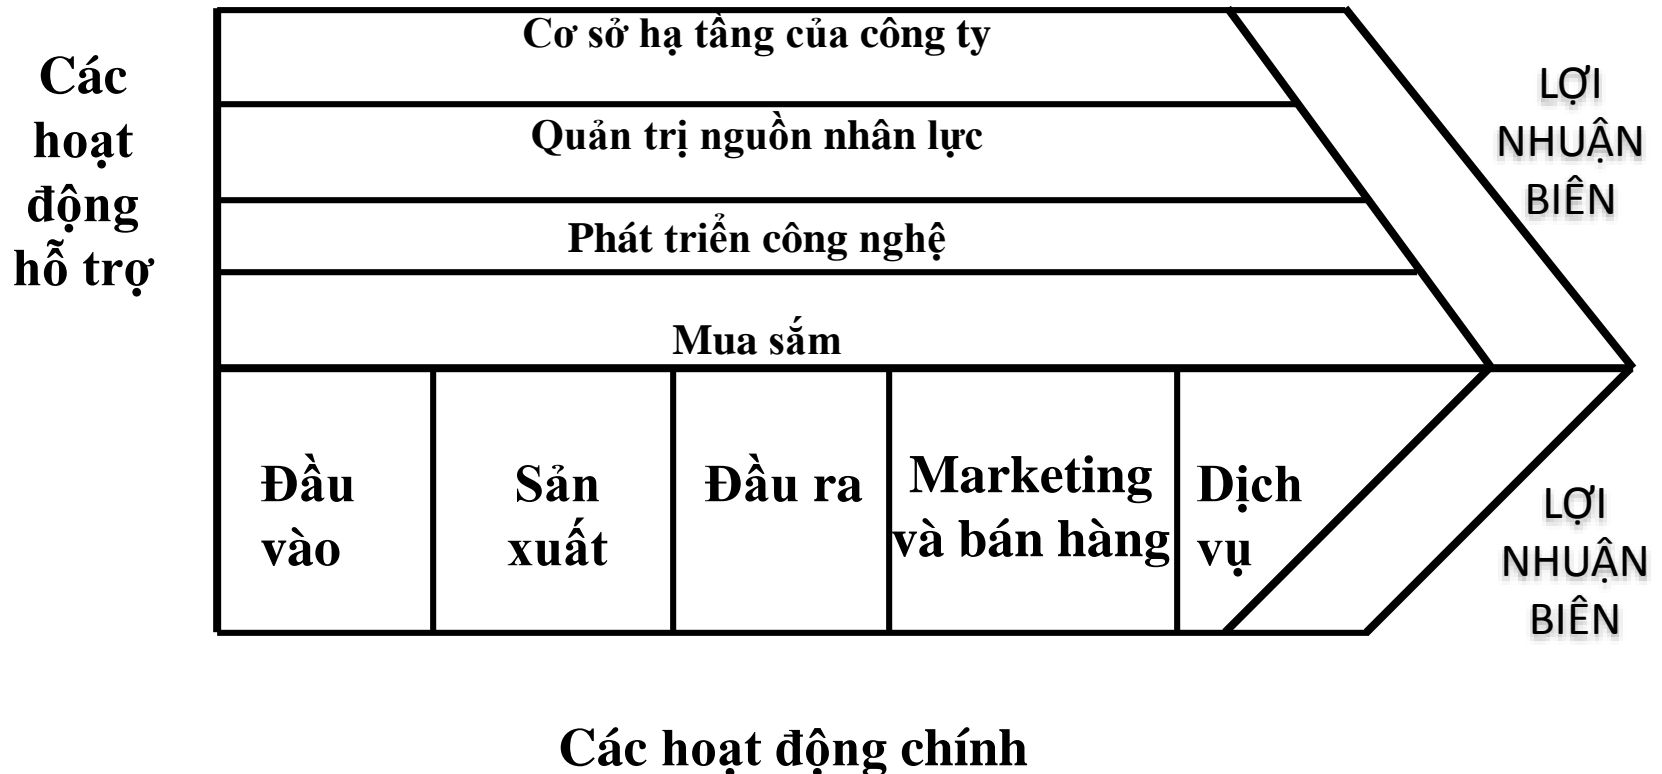 Cơ sở hạ tầng của công ty
Các
hoạt
động
hỗ trợ
Quản trị nguồn nhân lực
Phát triển công nghệ
Mua sắm
LỢI
NHUẬN
BIÊN
Đầu
vào
Sản
xuất
Đầu ra
Marketing
và bán hàng
Dịch
vụ
LỢI
NHUẬN
BIÊN
Các hoạt động chính